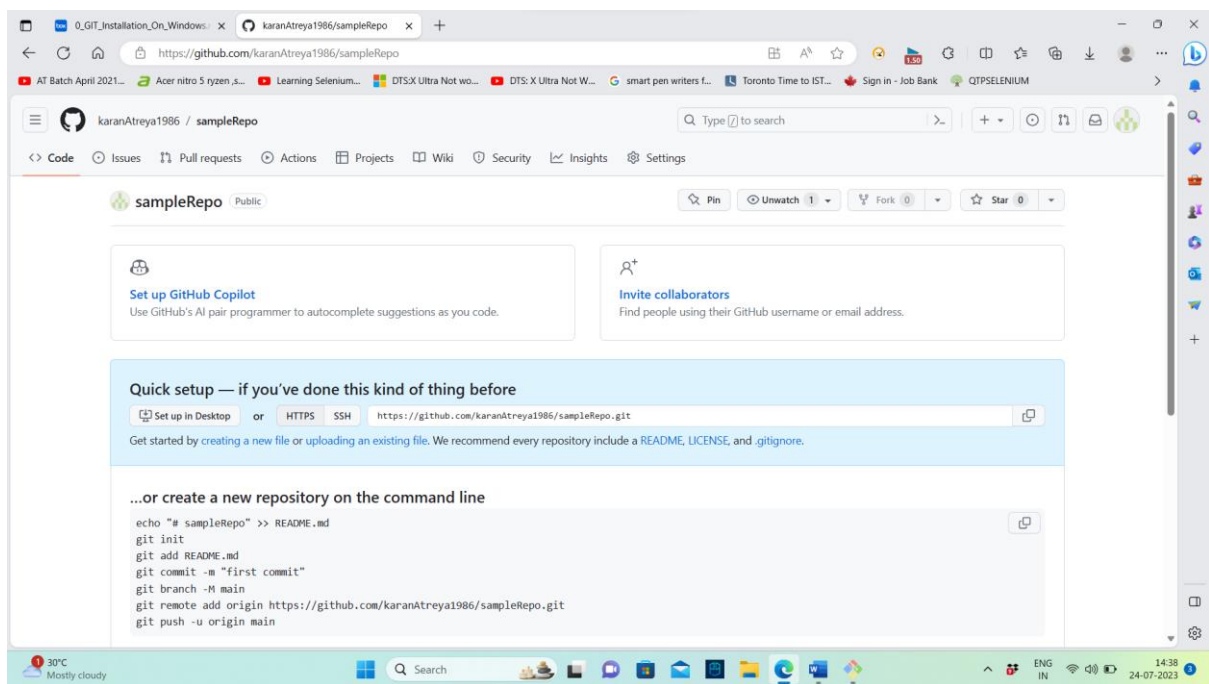 0_GIT_Installation_On_Windows.
karanAtreya1986/sampleRepo
https://github.com/karanAtreya1986/sampleRepo
1.50
AT Batch April 2021...
Acer nitro 5 ryzen ,s...
Learning Selenium...
DTS:X Ultra Not wo...
DTS: X Ultra Not W...
smart pen writers f...
Toronto Time to IST...
Sign in - Job Bank
QTPSELENIUM
karanAtreya1986 / sampleRepo
Type / to search
Code
Issues
Pull requests
Actions
Projects
Wiki
Security
Insights
Settings
sampleRepo Public
Pin
Unwatch 1
Fork 0
Star 0
Set up GitHub Copilot
Use GitHub's AI pair programmer to autocomplete suggestions as you code.
Invite collaborators
Find people using their GitHub username or email address.
Quick setup — if you've done this kind of thing before
Set up in Desktop or HTTPS SSH https://github.com/karanAtreya1986/sampleRepo.git
Get started by creating a new file or uploading an existing file. We recommend every repository include a README, LICENSE, and .gitignore.
...or create a new repository on the command line
echo "# sampleRepo" >> README.md
git init
git add README.md
git commit -m "first commit"
git branch -M main
git remote add origin https://github.com/karanAtreya1986/sampleRepo.git
git push -u origin main
1
30°C
Mostly cloudy
Search
ENG
IN
14:38
24-07-2023
3